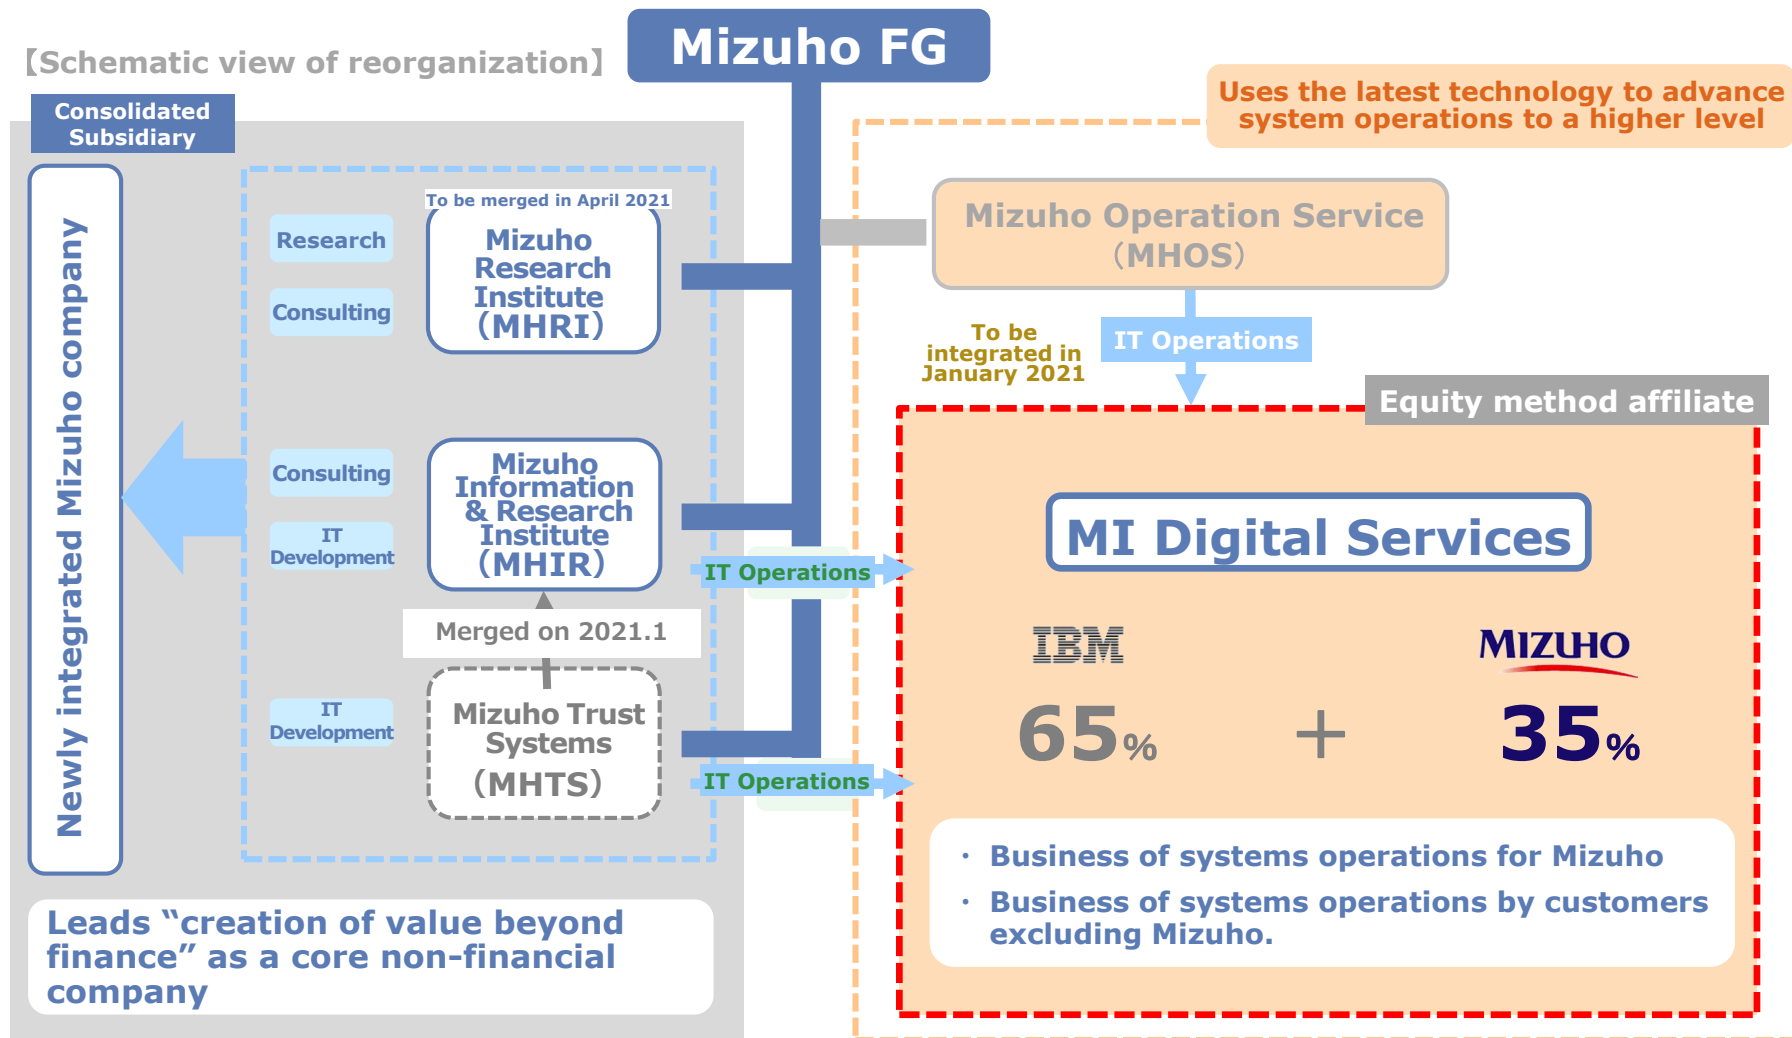 Mizuho FG
【Schematic view of reorganization】
Consolidated
Subsidiary
Newly integrated Mizuho company
To be merged in April 2021
Research
Consulting
Mizuho
Research
Institute
（MHRI）
Consulting
IT
Development
Mizuho
Information
& Research
Institute
（MHIR）
IT Operations
Merged on 2021.1
IT
Development
Mizuho Trust
Systems
（MHTS）
IT Operations
Leads “creation of value beyond
finance” as a core non-financial
company
Uses the latest technology to advance
system operations to a higher level
Mizuho Operation Service
（MHOS）
To be
integrated in
January 2021
IT Operations
Equity method affiliate
MI Digital Services
IBM
MIZUHO
65%
+
35%
・ Business of systems operations for Mizuho
・ Business of systems operations by customers
excluding Mizuho.